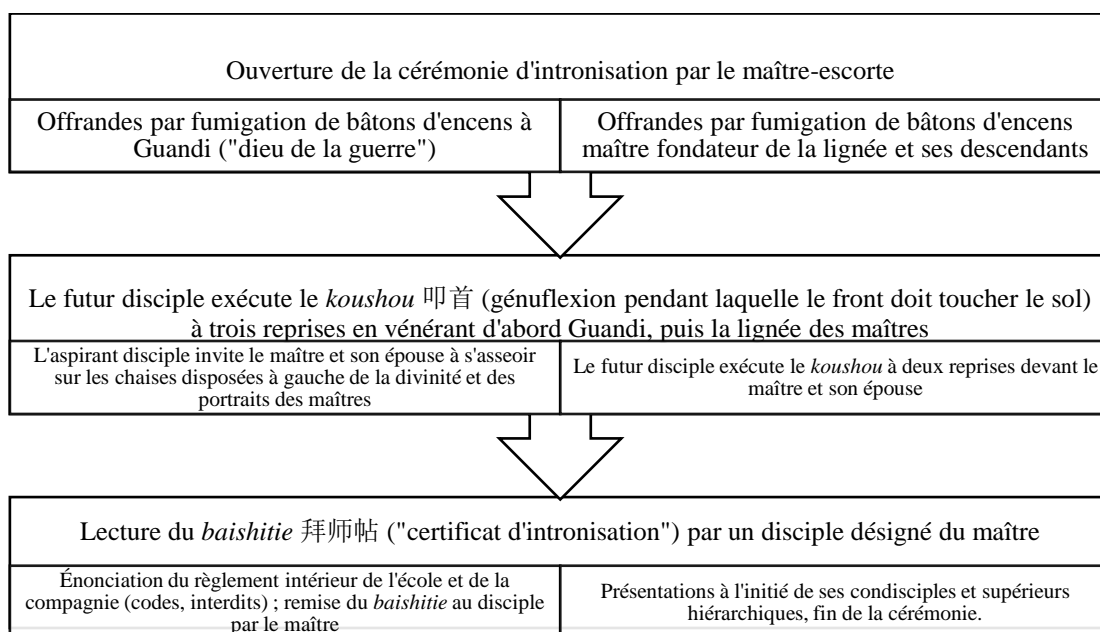 Ouverture de la cérémonie d'intronisation par le maître-escorte
Offrandes par fumigation de bâtons d'encens à
Guandi ("dieu de la guerre")
Offrandes par fumigation de bâtons d'encens
maître fondateur de la lignée et ses descendants
Le futur disciple exécute le koushou 叩首 (génuflexion pendant laquelle le front doit toucher le sol)
à trois reprises en vénérant d'abord Guandi, puis la lignée des maîtres
L'aspirant disciple invite le maître et son épouse à s'asseoir
sur les chaises disposées à gauche de la divinité et des
portraits des maîtres
Le futur disciple exécute le koushou à deux reprises devant le
maître et son épouse
Lecture du baishitie 拜师帖 ("certificat d'intronisation") par un disciple désigné du maître
Énonciation du règlement intérieur de l'école et de la
compagnie (codes, interdits) ; remise du baishitie au disciple
par le maître
Présentations à l'initié de ses condisciples et supérieurs
hiérarchiques, fin de la cérémonie.